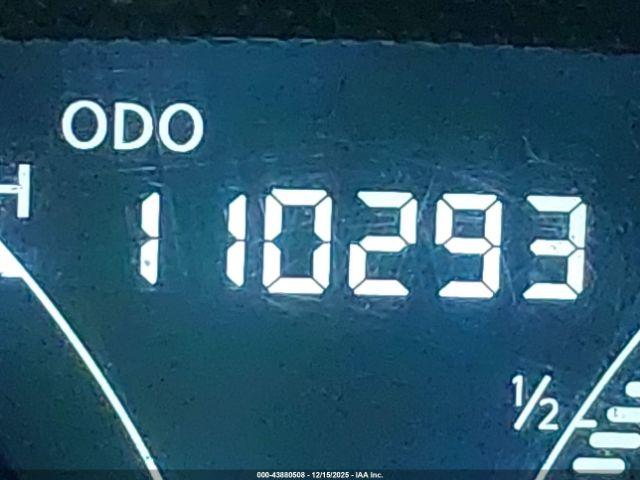 ODO
H
110293
1/2
000-43880508 - 12/15/2025 - IAA Inc.